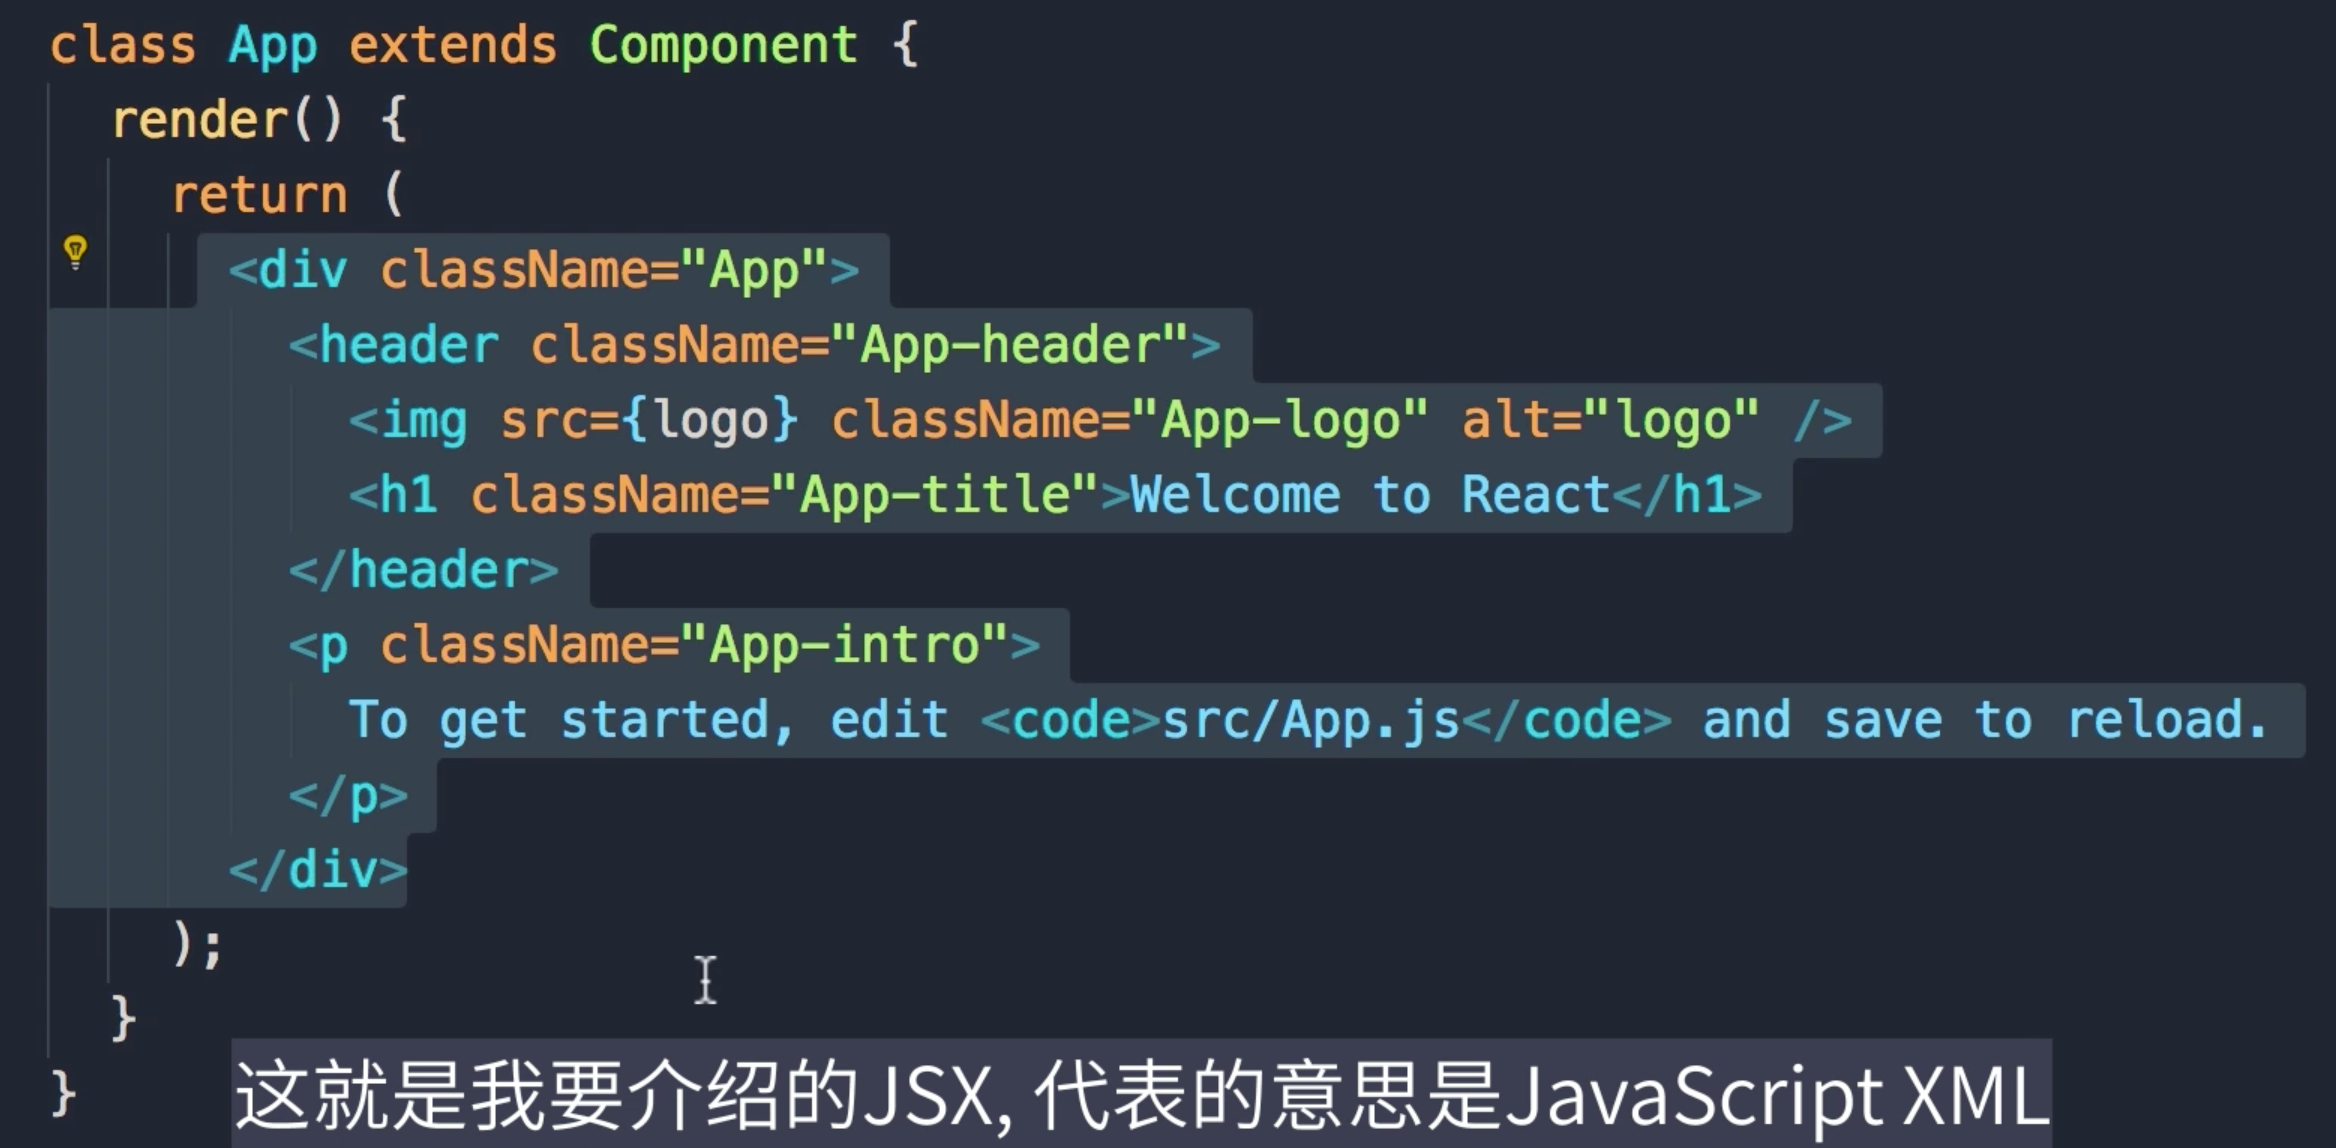 class App extends Component {
render() {
return (
<div className="App">
<header className="App-header">
<img src={logo} className="App-logo" alt="logo" />
<h1 className="App-title">Welcome to React</h1>
</header>
<p className="App-intro">
To get started, edit <code>src/App.js</code> and save to reload.
</p>
</div>
);
}
}
这就是我要介绍的JSX, 代表的意思是JavaScript XML